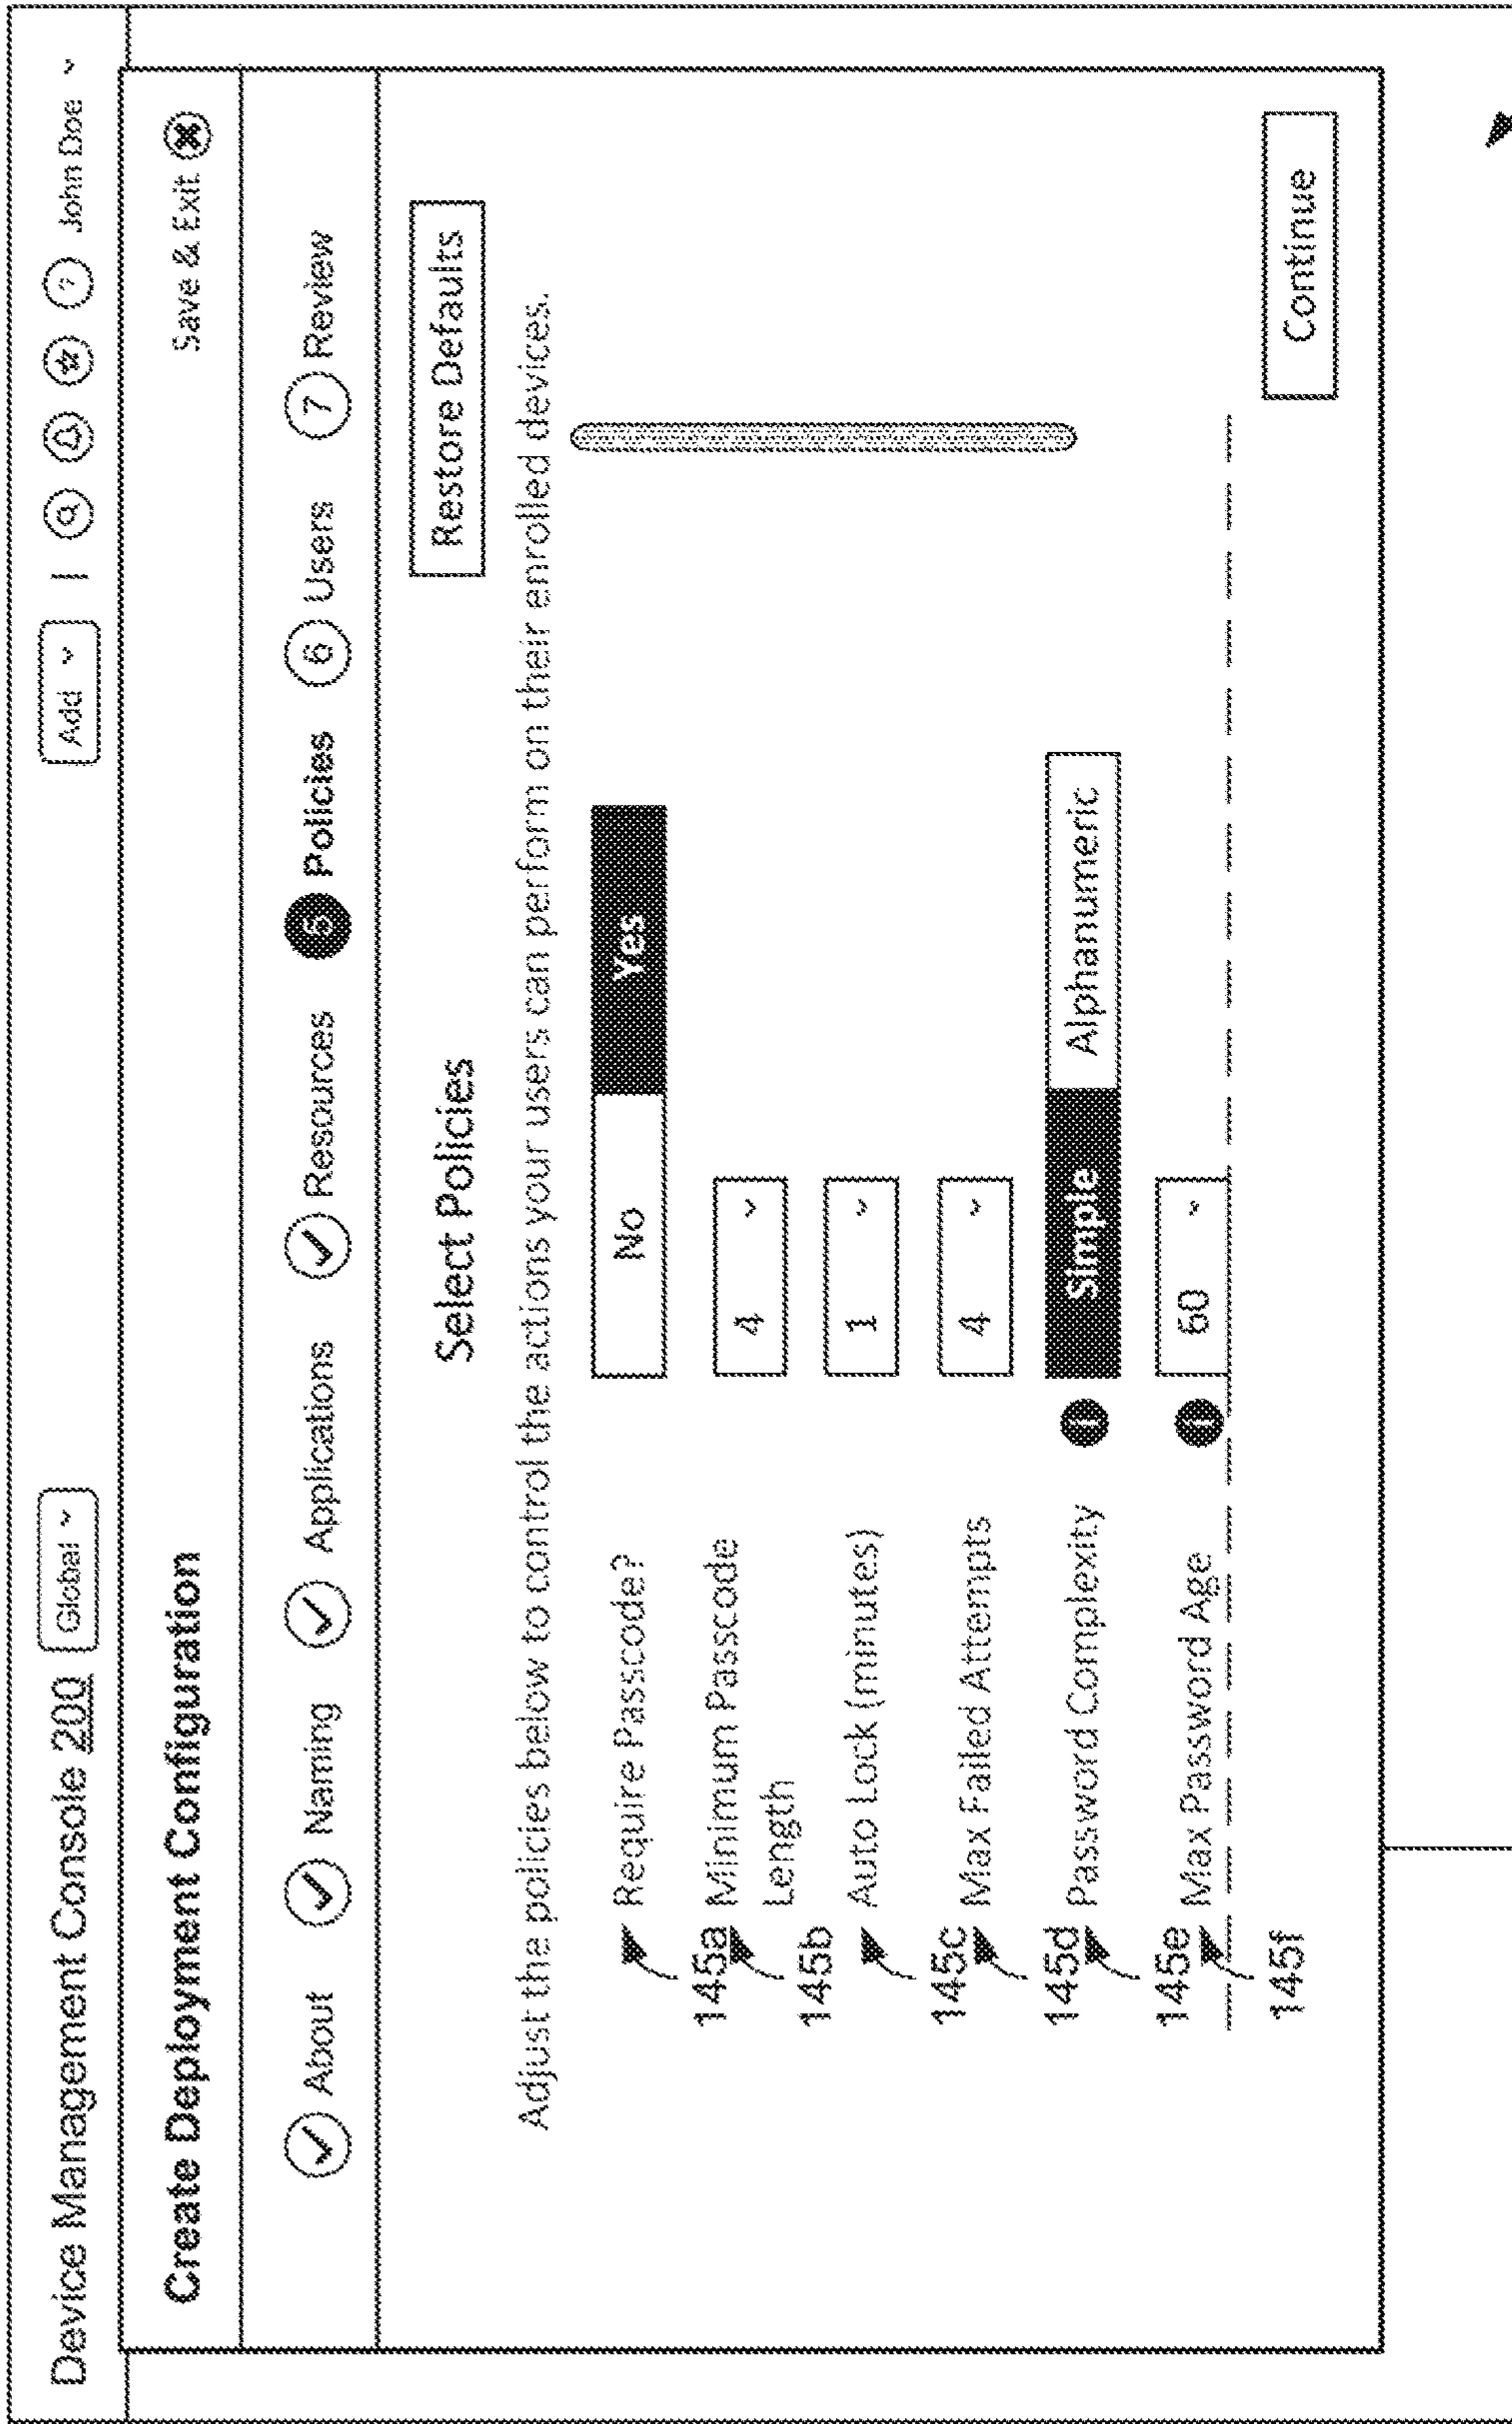 Device Management Console 200 Global Add | John Doe
Create Deployment Configuration Save & Exit
About Naming Applications Resources 5 Policies 6 Users 7 Review
Select Policies Restore Defaults
Adjust the policies below to control the actions your users can perform on their enrolled devices.
145a Require Passcode? No Yes
145b Minimum Passcode Length 4
145c Auto Lock (minutes) 1
145d Max Failed Attempts 4
145e Password Complexity Simple Alphanumeric
145f Max Password Age 60
Continue